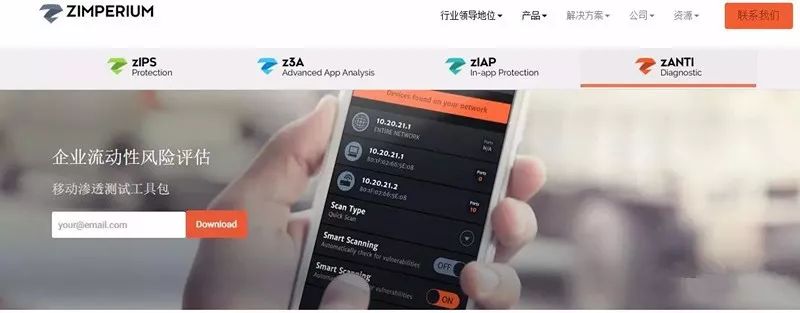 ZIMPERIUM
行业领导地位
产品
解决方案
公司
资源
联系我们
zIPS
Protection
z3A
Advanced App Analysis
zIAP
In-app Protection
zANTI
Diagnostic
企业流动性风险评估
移动渗透测试工具包
your@email.com
Download
Devices found on your network
10.20.21.1
ENTIRE NETWORK
Ports
N/A
10.20.21.1
Ports
0
10.20.21.2
Ports
10
Scan Type
Quick Scan
Smart Scanning
Automatically check for vulnerabilities
OFF
Smart Scanning
vulnerabilities
ON